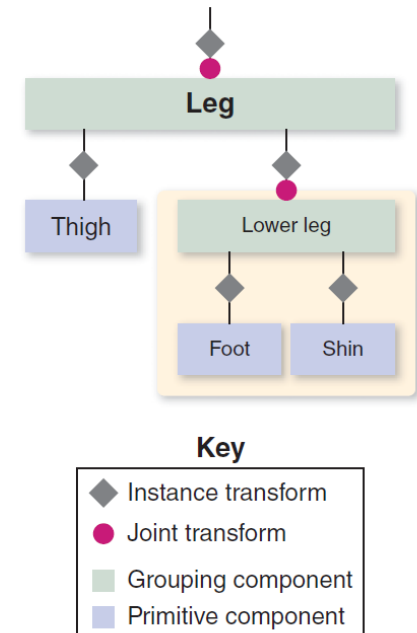 Leg
Thigh
Lower leg
Foot
Shin
Key
Instance transform
Joint transform
Grouping component
Primitive component